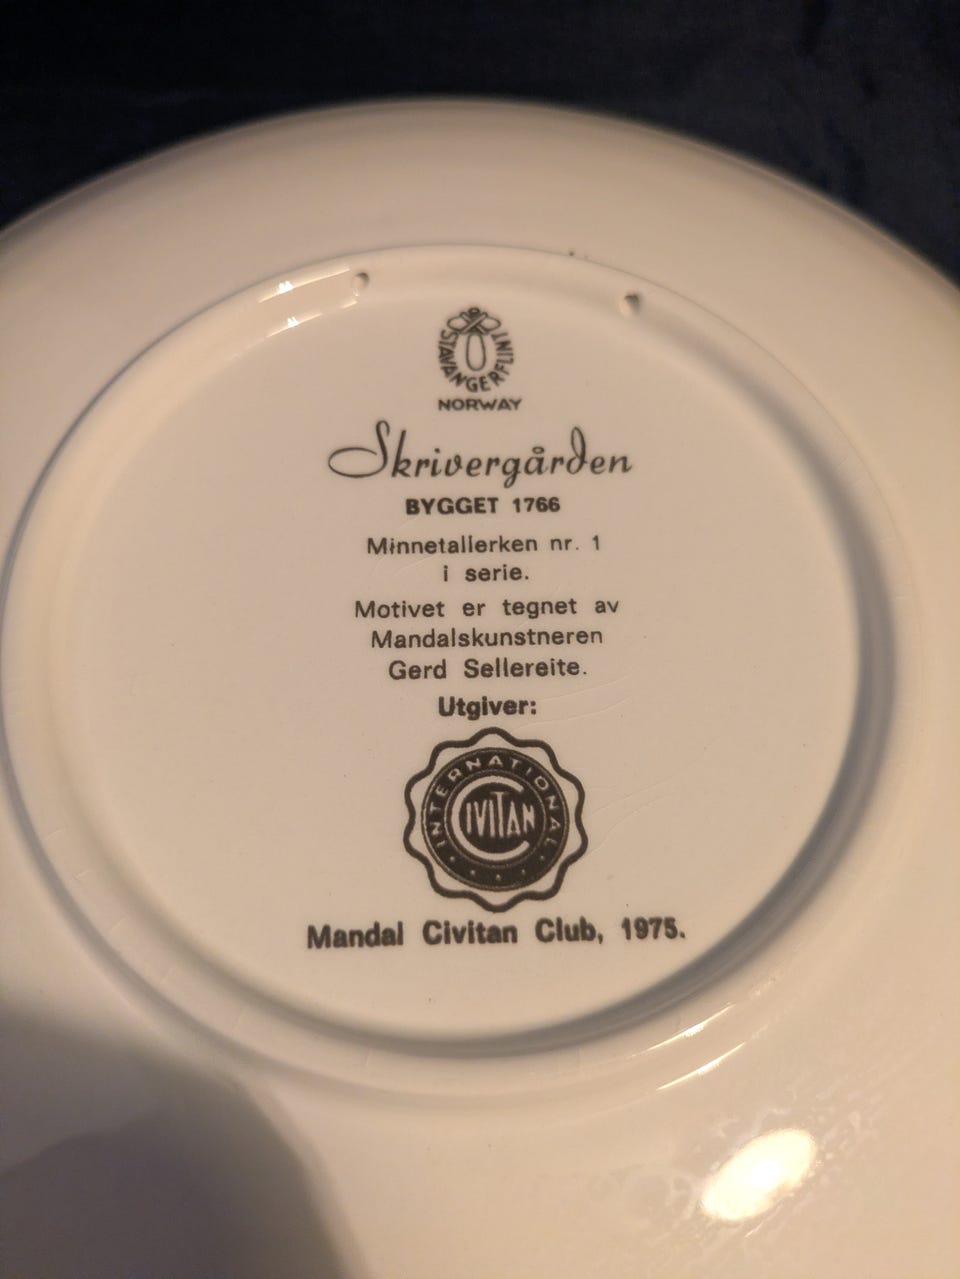 STAVANGERFLINT
NORWAY
Skrivergården
BYGGET 1766
Minnetallerken nr. 1
i serie.
Motivet er tegnet av
Mandalskunstneren
Gerd Sellereite.
Utgiver:
INTERNATIONAL
CIVITAN
Mandal Civitan Club, 1975.